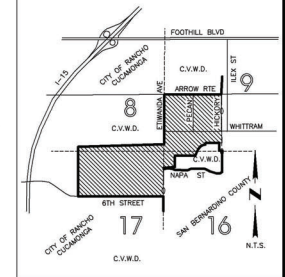 I-15
FOOTHILL BLVD
CITY OF RANCHO
CUCAMONGA
ETIWANDA AVE
C.V.W.D.
ILEX ST
9
ARROW RTE
8
PECAN
HICKORY
C.V.W.D.
WHITTRAM
C.V.W.D.
NAPA ST
6TH STREET
SAN BERNARDINO COUNTY
N
CITY OF RANCHO
CUCAMONGA
17
16
N.T.S.
C.V.W.D.